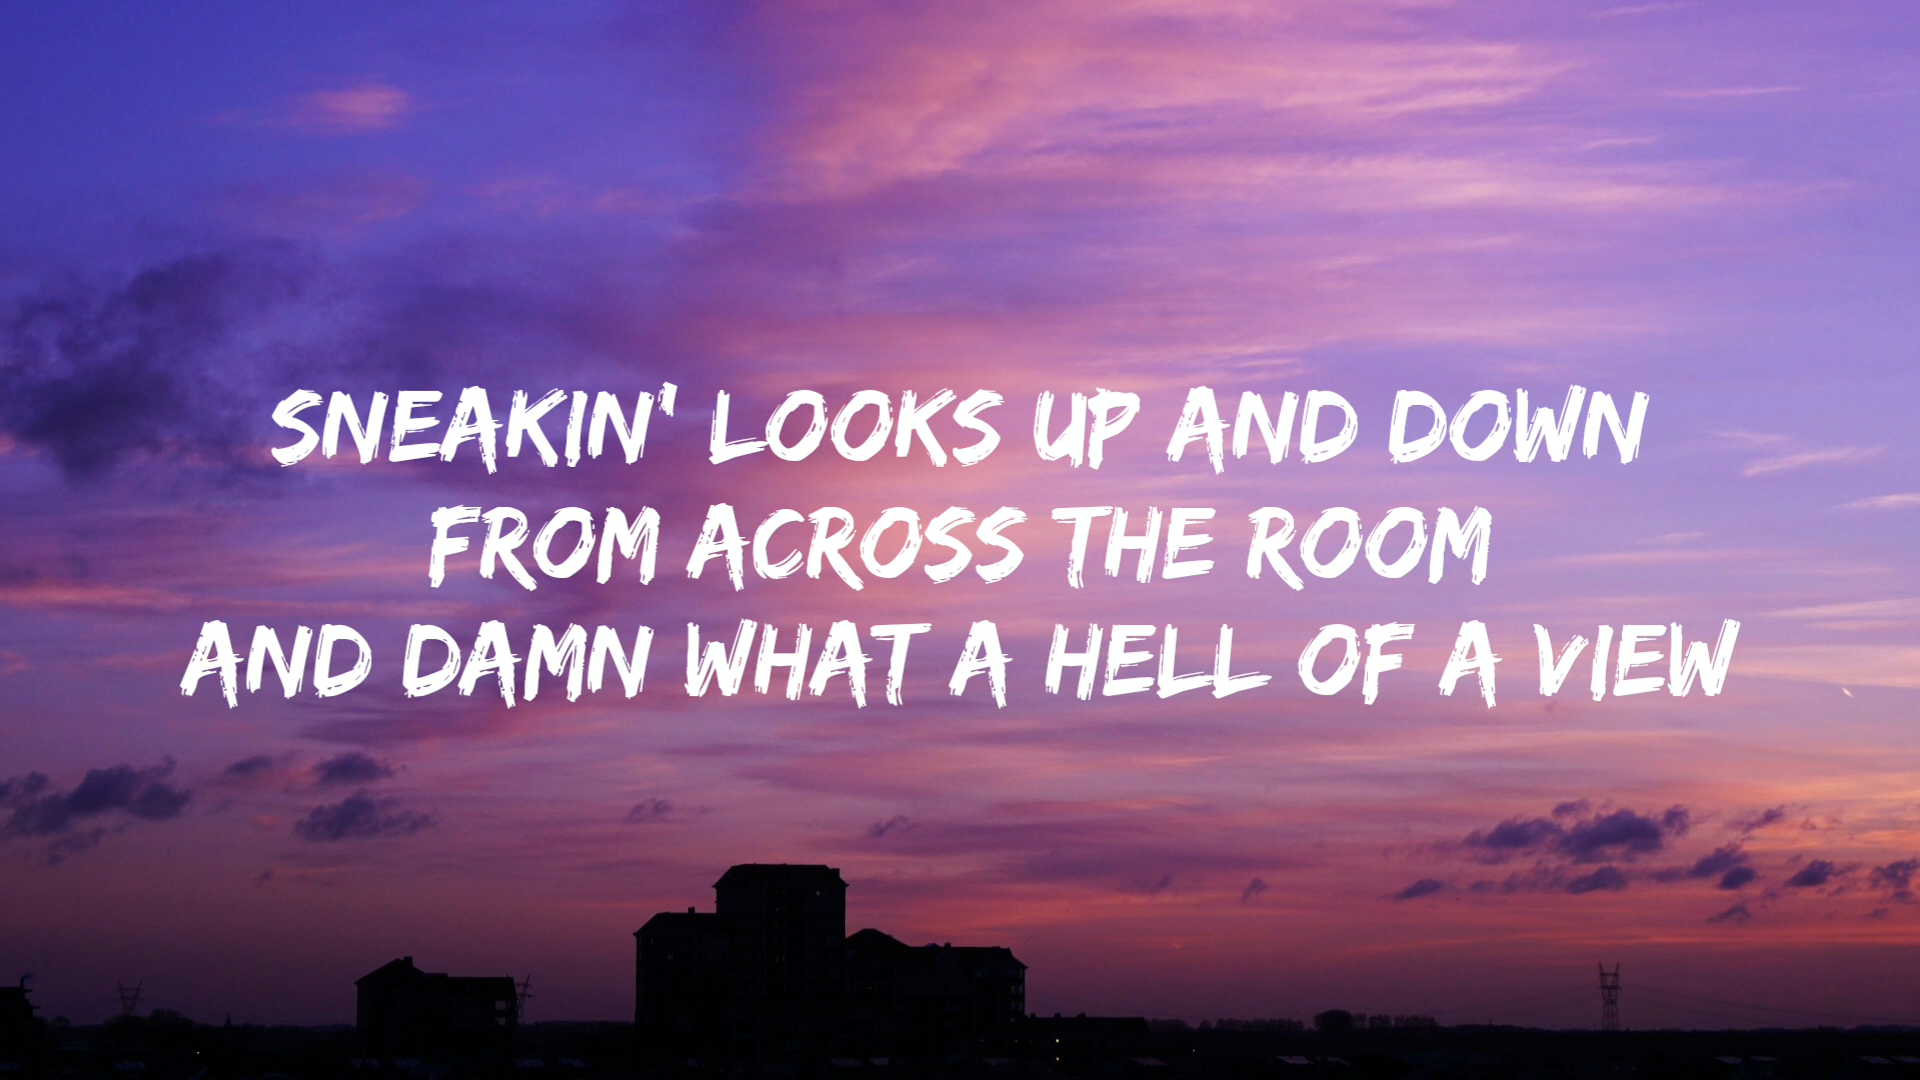 SNEAKIN' LOOKS UP AND DOWN
FROM ACROSS THE ROOM
AND DAMN WHAT A HELL OF A VIEW